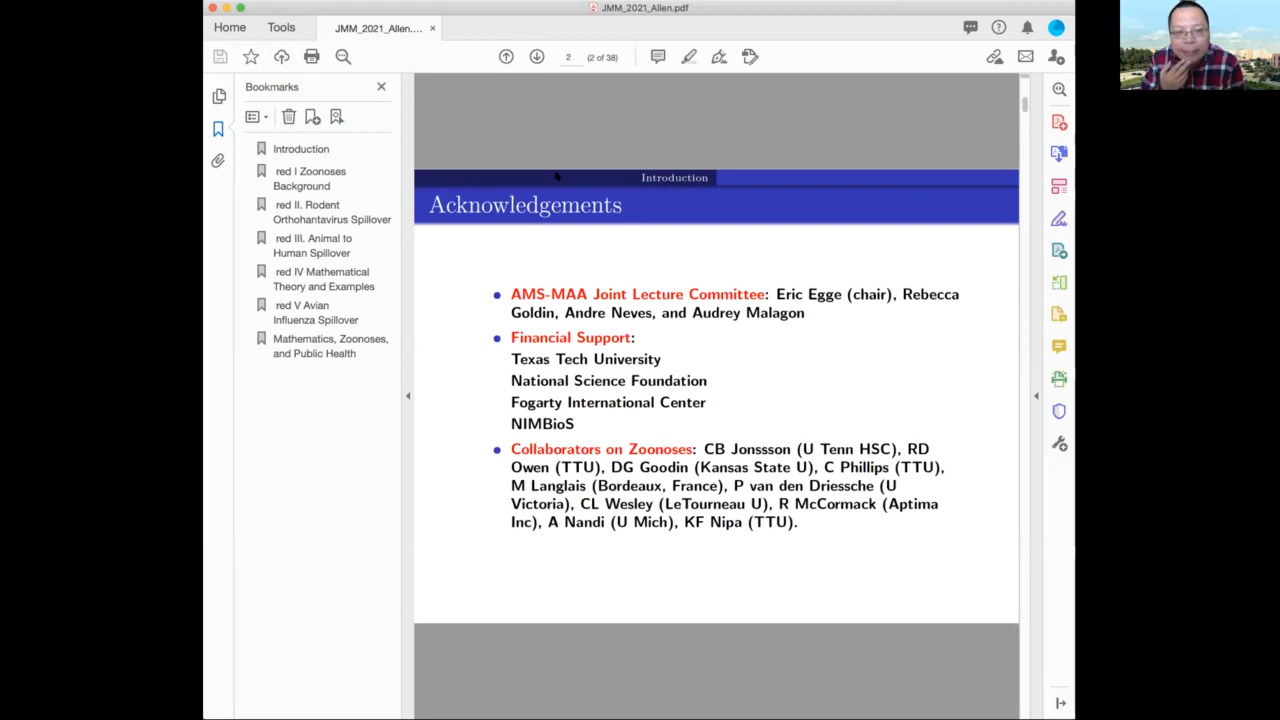 JMM_2021_Allen.pdf
Home
Tools
JMM_2021_Allen....
2
(2 of 38)
Bookmarks
Introduction
red I Zoonoses
Background
red II. Rodent
Orthohantavirus Spillover
red III. Animal to
Human Spillover
red IV Mathematical
Theory and Examples
red V Avian
Influenza Spillover
Mathematics, Zoonoses,
and Public Health
Introduction
Acknowledgements
AMS-MAA Joint Lecture Committee: Eric Egge (chair), Rebecca
Goldin, Andre Neves, and Audrey Malagon
Financial Support:
Texas Tech University
National Science Foundation
Fogarty International Center
NIMBioS
Collaborators on Zoonoses: CB Jonssson (U Tenn HSC), RD
Owen (TTU), DG Goodin (Kansas State U), C Phillips (TTU),
M Langlais (Bordeaux, France), P van den Driessche (U
Victoria), CL Wesley (LeTourneau U), R McCormack (Aptima
Inc), A Nandi (U Mich), KF Nipa (TTU).